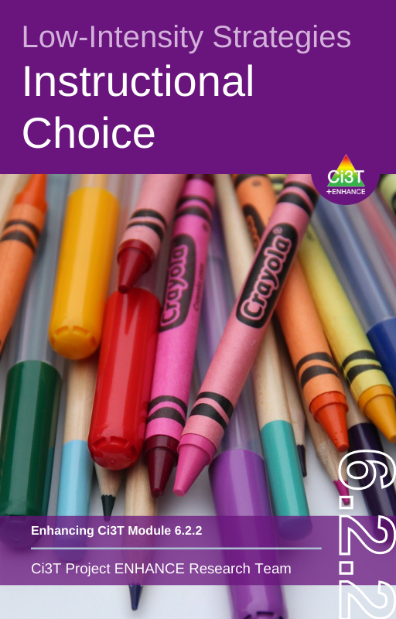 Low-Intensity Strategies
Instructional
Choice
Ci3T
+ENHANCE
Crayola
Crayola
Enhancing Ci3T Module 6.2.2
Ci3T Project ENHANCE Research Team
6.2.2